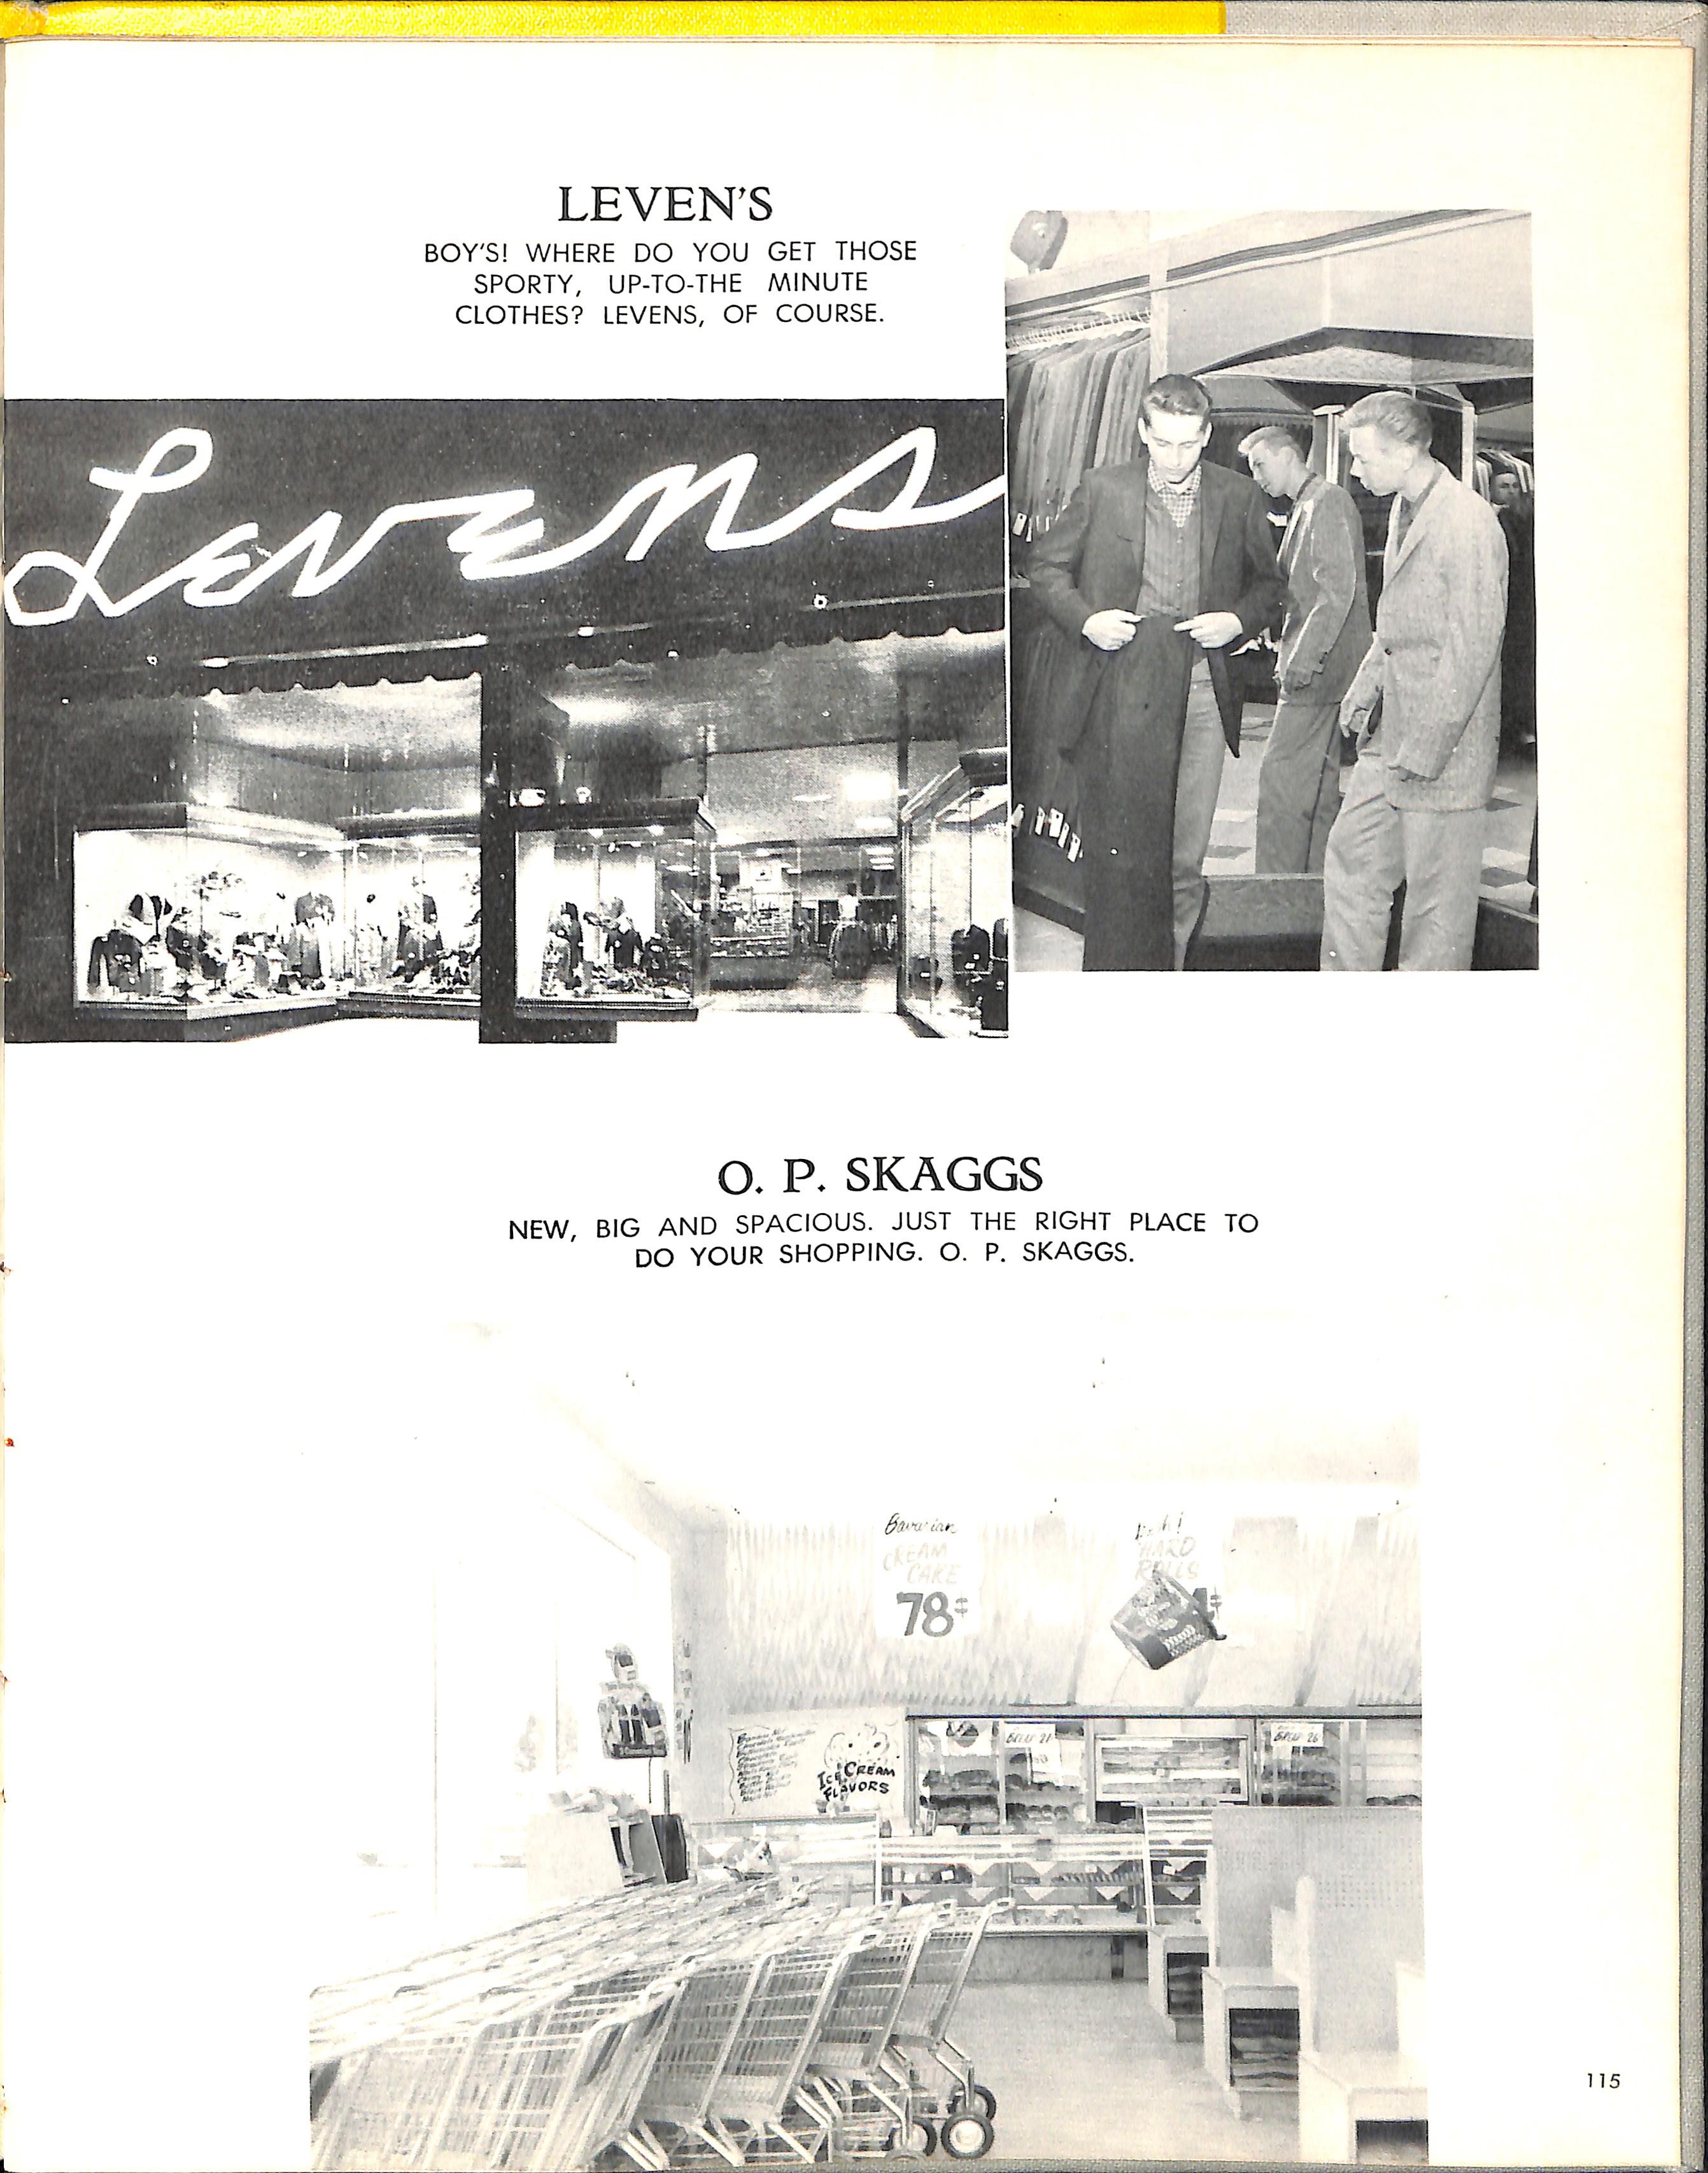 LEVEN'S
BOY'S! WHERE DO YOU GET THOSE
SPORTY, UP-TO-THE MINUTE
CLOTHES? LEVENS, OF COURSE.
Levens
O. P. SKAGGS
NEW, BIG AND SPACIOUS. JUST THE RIGHT PLACE TO
DO YOUR SHOPPING. O. P. SKAGGS.
Bavarian
CREAM
CAKE
78¢
HARD
ROLLS
ICE CREAM
FLAVORS
115